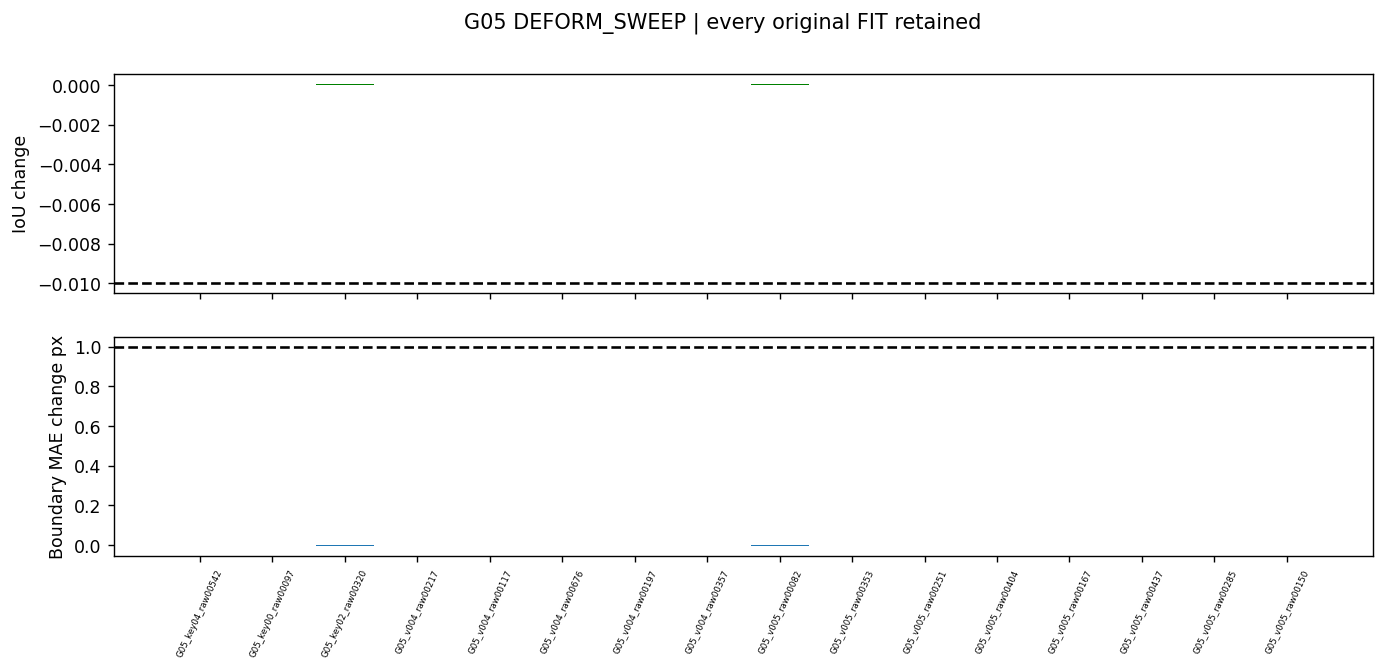 G05 DEFORM_SWEEP | every original FIT retained
IoU change
0.000
−0.002
−0.004
−0.006
−0.008
−0.010
Boundary MAE change px
1.0
0.8
0.6
0.4
0.2
0.0
G05_key04_raw00542
G05_key00_raw00097
G05_key02_raw00320
G05_v004_raw00217
G05_v004_raw00117
G05_v004_raw00676
G05_v004_raw00197
G05_v004_raw00357
G05_v005_raw00082
G05_v005_raw00353
G05_v005_raw00251
G05_v005_raw00404
G05_v005_raw00167
G05_v005_raw00437
G05_v005_raw00285
G05_v005_raw00150